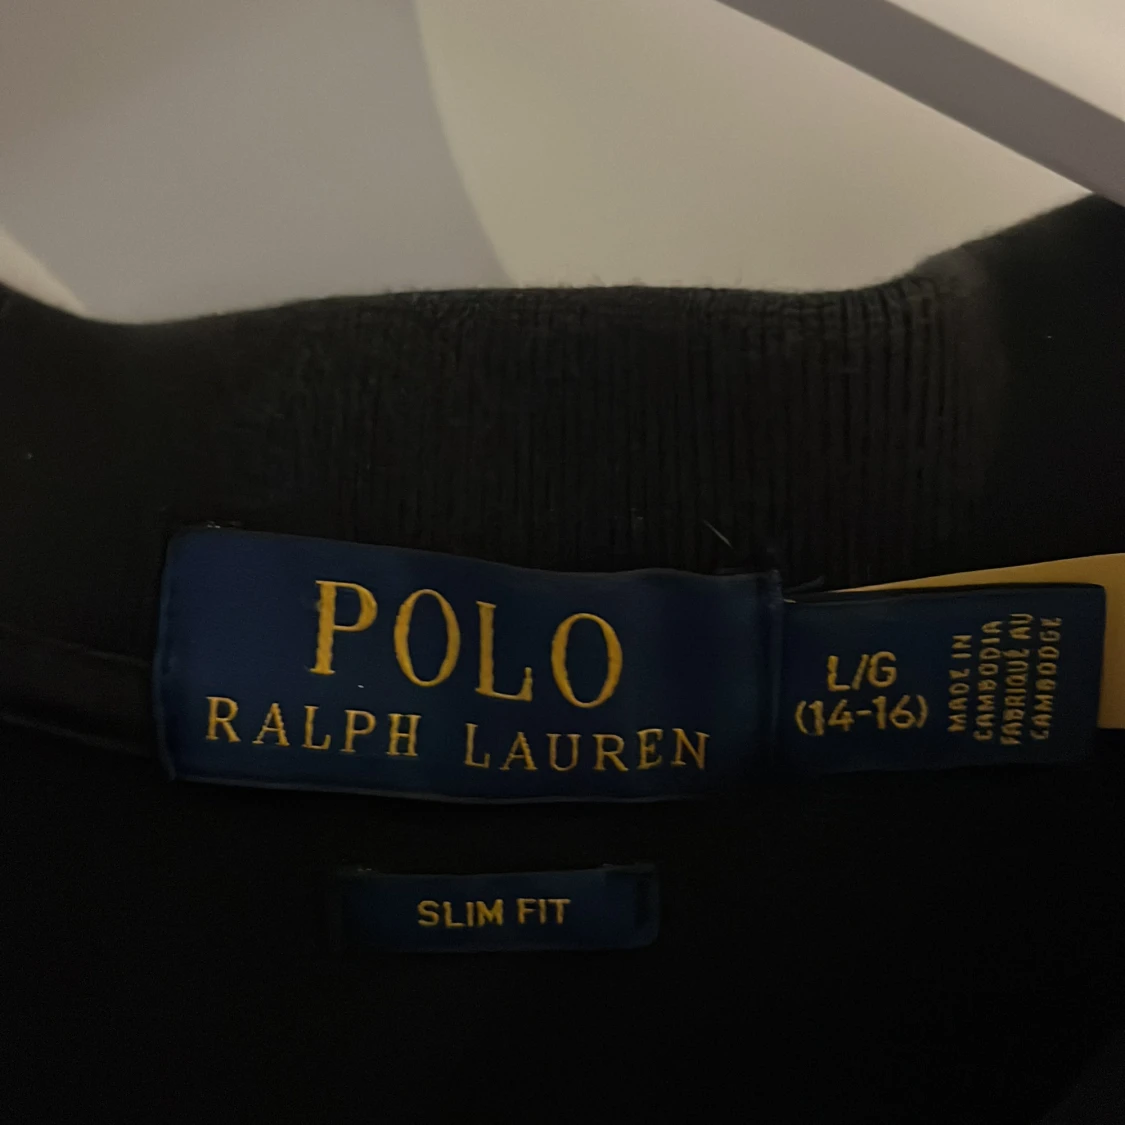 POLO
RALPH LAUREN
L/G
(14-16)
MADE IN
CAMBODIA
FABRIQUÉ AU
CAMBODGE
SLIM FIT